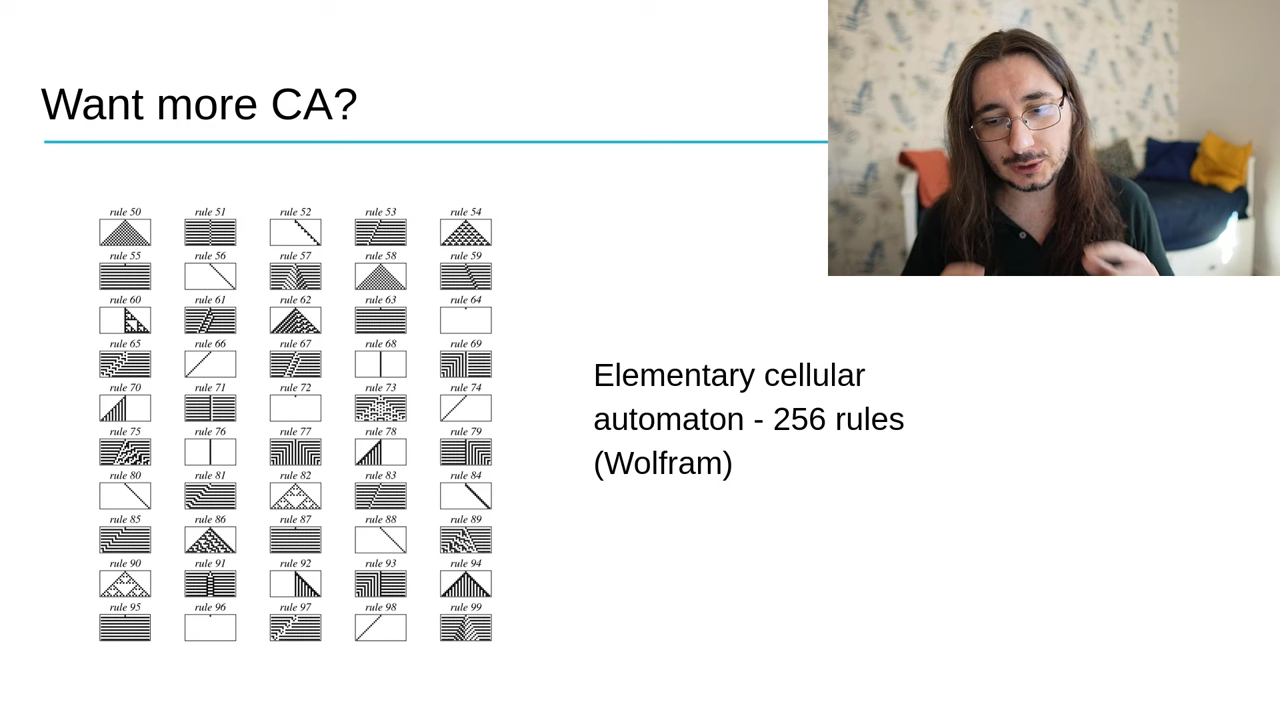 Want more CA?
rule 50 rule 51 rule 52 rule 53 rule 54
rule 55 rule 56 rule 57 rule 58 rule 59
rule 60 rule 61 rule 62 rule 63 rule 64
rule 65 rule 66 rule 67 rule 68 rule 69
rule 70 rule 71 rule 72 rule 73 rule 74
rule 75 rule 76 rule 77 rule 78 rule 79
rule 80 rule 81 rule 82 rule 83 rule 84
rule 85 rule 86 rule 87 rule 88 rule 89
rule 90 rule 91 rule 92 rule 93 rule 94
rule 95 rule 96 rule 97 rule 98 rule 99
Elementary cellular
automaton - 256 rules
(Wolfram)